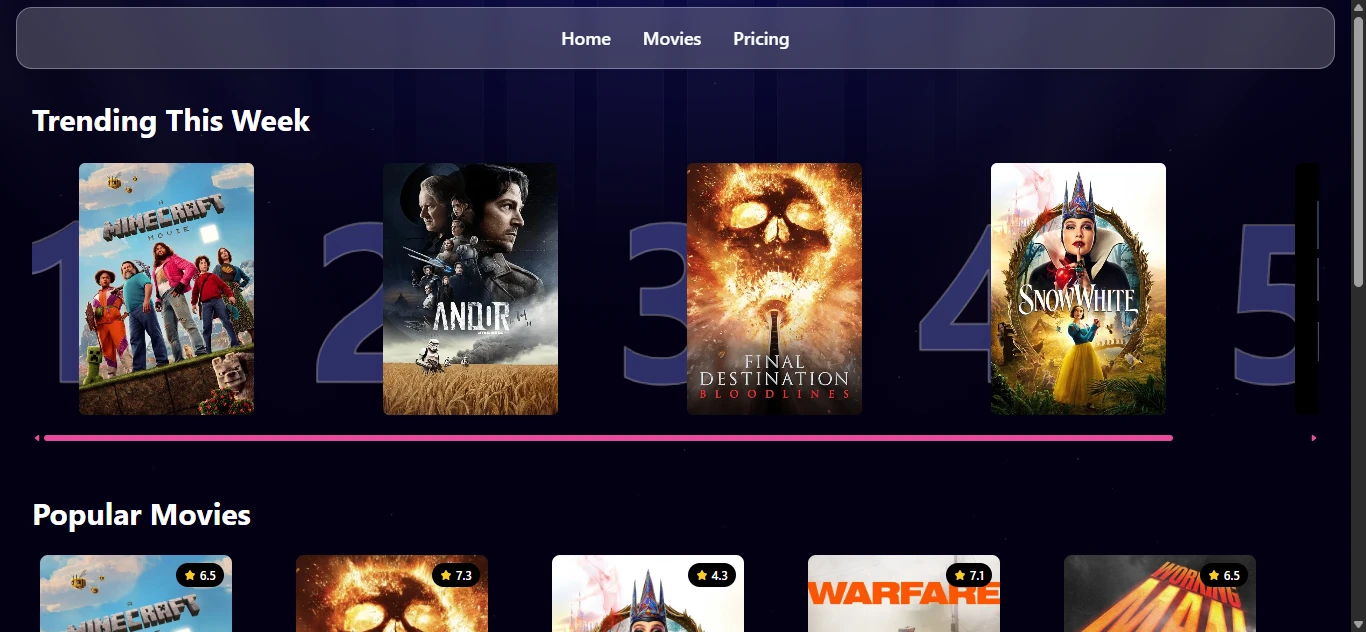 Home Movies Pricing
Trending This Week
1
A
MINECRAFT
MOVIE
2
ANDOR
3
FINAL
DESTINATION
BLOODLINES
4
SNOW WHITE
5
Popular Movies
6.5
MINECRAFT
7.3
4.3
7.1
WARFARE
6.5
WORKING
MAN